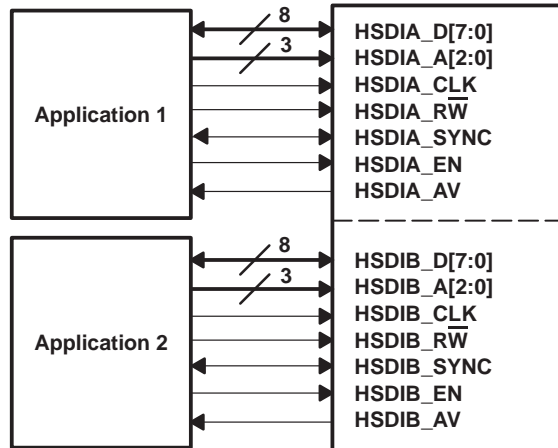 8
HSDIA_D[7:0]
3
HSDIA_A[2:0]
HSDIA_CLK
Application 1
HSDIA_RW̅
HSDIA_SYNC
HSDIA_EN
HSDIA_AV
8
HSDIB_D[7:0]
3
HSDIB_A[2:0]
HSDIB_CLK
Application 2
HSDIB_RW̅
HSDIB_SYNC
HSDIB_EN
HSDIB_AV